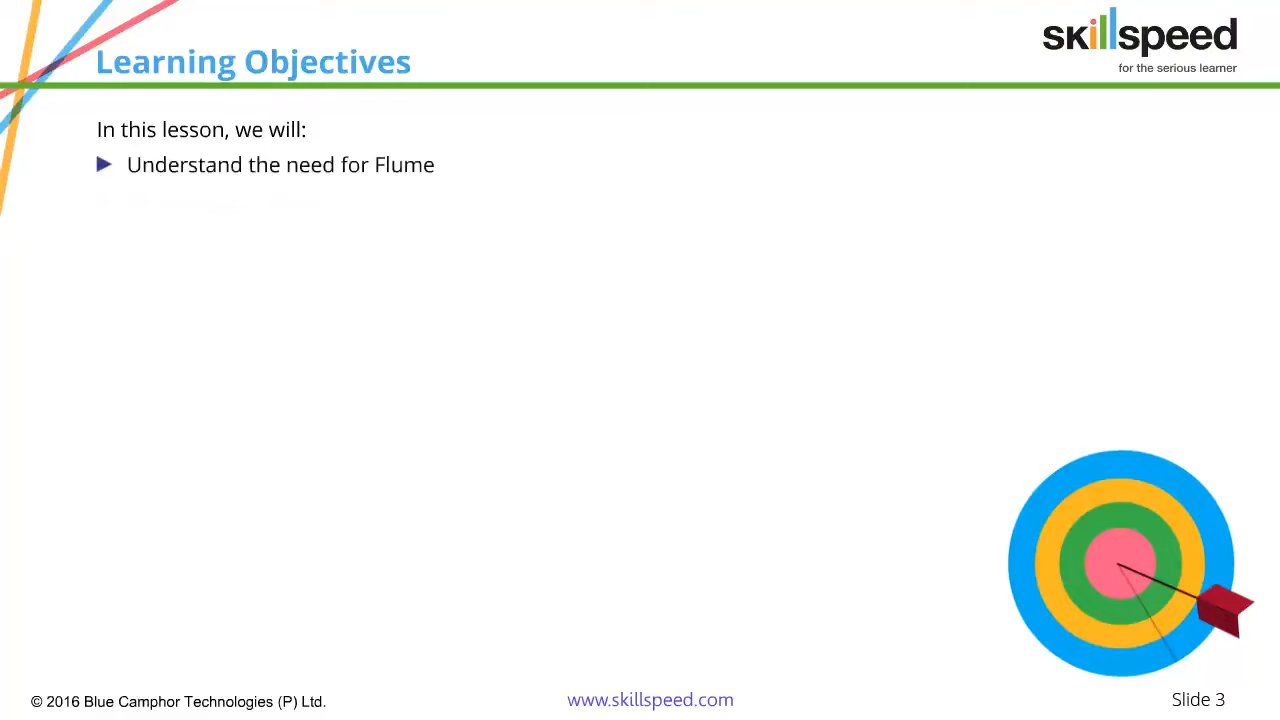 Learning Objectives
skillspeed
for the serious learner
In this lesson, we will:
Understand the need for Flume
© 2016 Blue Camphor Technologies (P) Ltd.
www.skillspeed.com
Slide 3